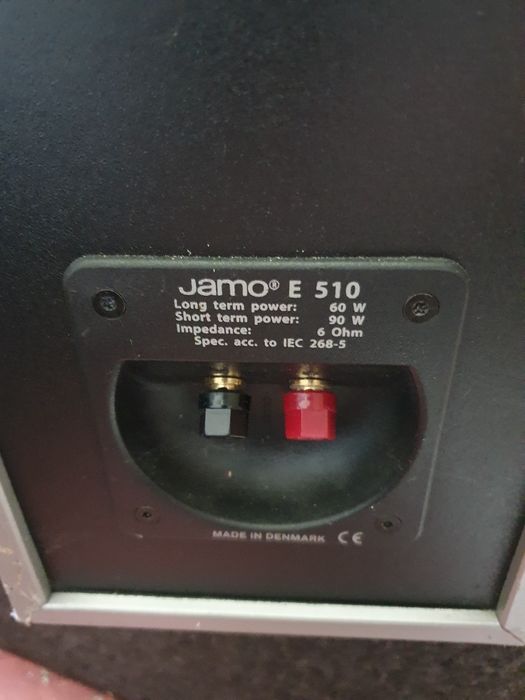 Jamo® E 510
Long term power: 60 W
Short term power: 90 W
Impedance: 6 Ohm
Spec. acc. to IEC 268-5
MADE IN DENMARK CE